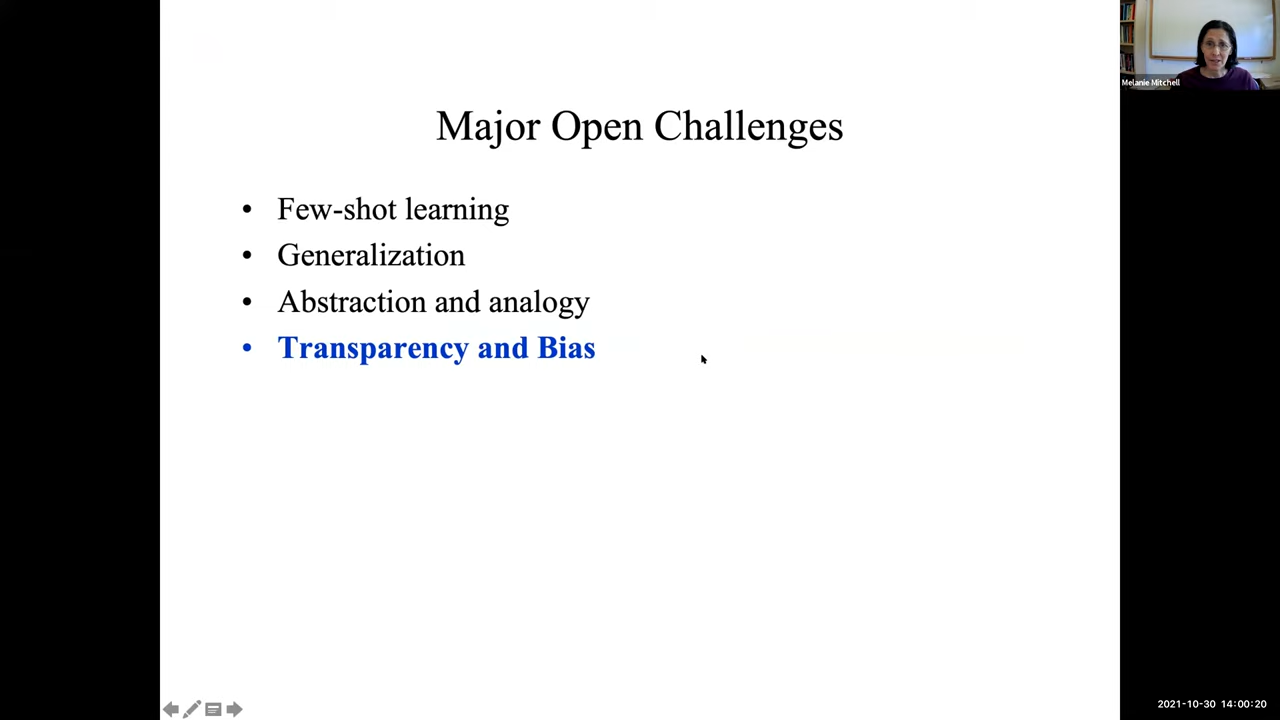 Melanie Mitchell
Major Open Challenges
• Few-shot learning
• Generalization
• Abstraction and analogy
• Transparency and Bias
2021-10-30 14:00:20